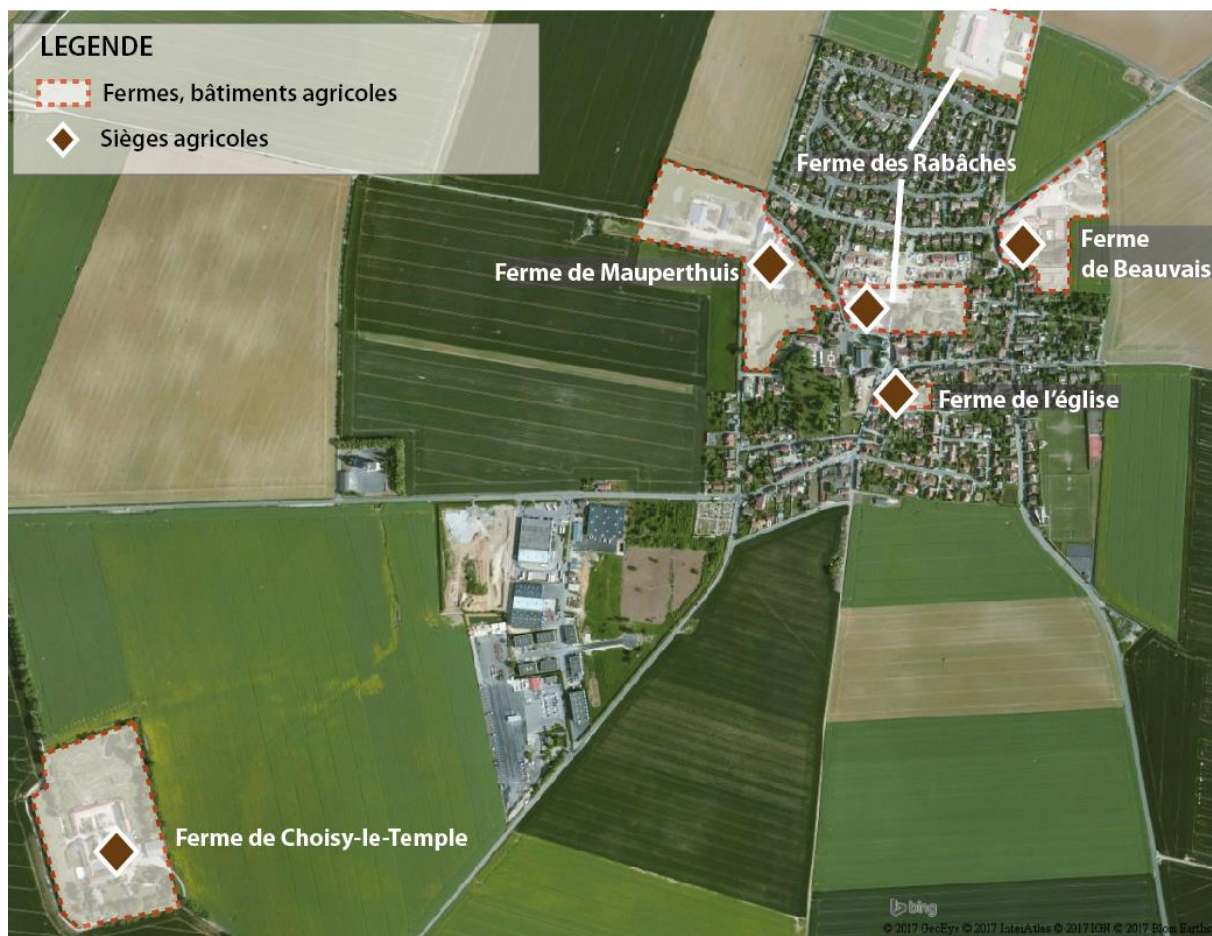 LEGENDE
Fermes, bâtiments agricoles
Sièges agricoles
Ferme des Rabâches
Ferme de Mauperthuis
Ferme
de Beauvais
Ferme de l'église
Ferme de Choisy-le-Temple
bing
© 2017 GeoEye © 2017 InterAtlas © 2017 IGN © 2017 Blom Earths